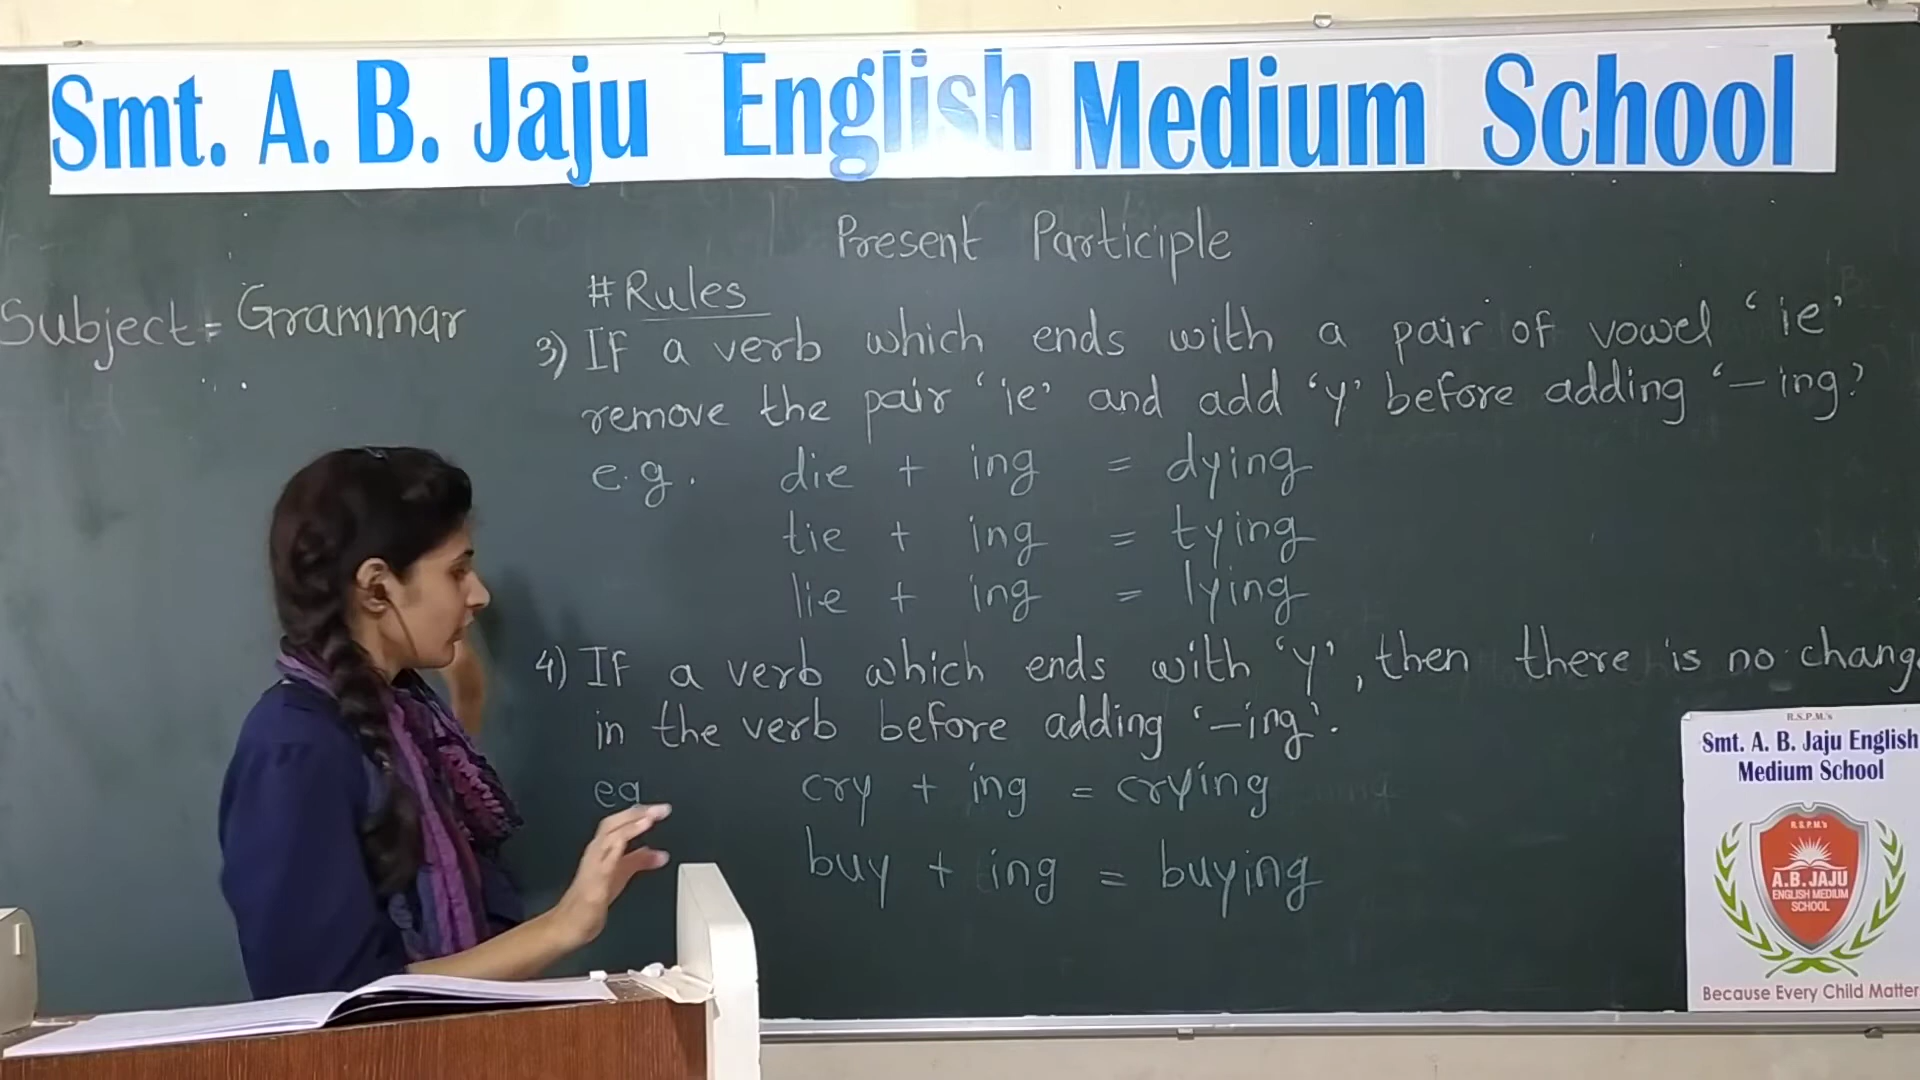 Smt. A. B. Jaju English Medium School
Present Participle
Subject = Grammar
# Rules
3) If a verb which ends with a pair of vowel ‘ie’
remove the pair ‘ie’ and add ‘y’ before adding ‘–ing’.
e.g. die + ing = dying
tie + ing = tying
lie + ing = lying
4) If a verb which ends with ‘y’, then there is no chang
in the verb before adding ‘–ing’.
eg cry + ing = crying
buy + ing = buying
R.S.P.M.'s
Smt. A. B. Jaju English
Medium School
R.S.P.M.'s
A.B. JAJU
ENGLISH MEDIUM
SCHOOL
Because Every Child Matter